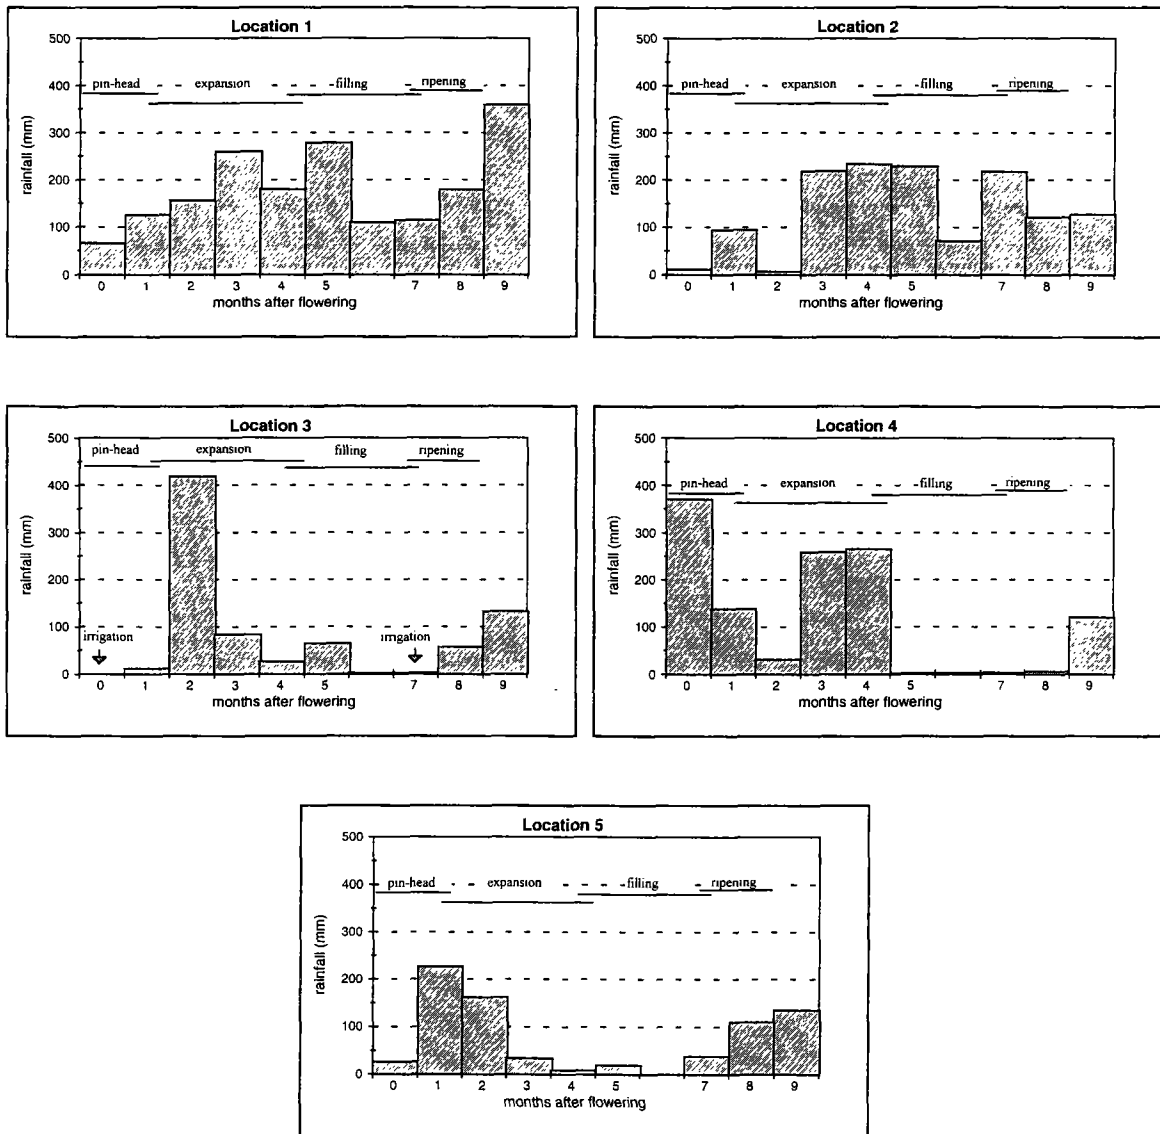 Location 1
500
400
300
200
100
0
rainfall (mm)
pin-head
expansion
filling
ripening
0 1 2 3 4 5 7 8 9
months after flowering
Location 2
500
400
300
200
100
0
rainfall (mm)
pin-head
expansion
filling
ripening
0 1 2 3 4 5 7 8 9
months after flowering
Location 3
500
400
300
200
100
0
rainfall (mm)
pin-head
expansion
filling
ripening
irrigation
irrigation
0 1 2 3 4 5 7 8 9
months after flowering
Location 4
500
400
300
200
100
0
rainfall (mm)
pin-head
expansion
filling
ripening
0 1 2 3 4 5 7 8 9
months after flowering
Location 5
500
400
300
200
100
0
rainfall (mm)
pin-head
expansion
filling
ripening
0 1 2 3 4 5 7 8 9
months after flowering